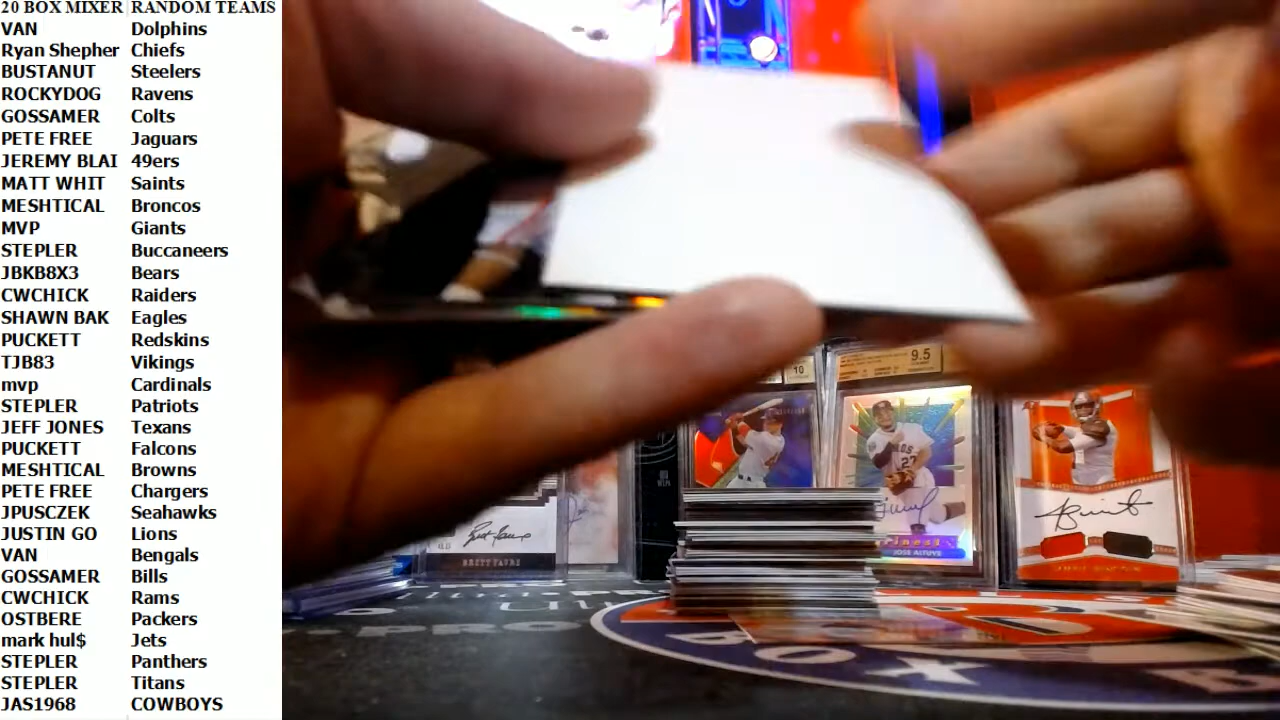 20 BOX MIXER RANDOM TEAMS
VAN Dolphins
Ryan Shepher Chiefs
BUSTANUT Steelers
ROCKYDOG Ravens
GOSSAMER Colts
PETE FREE Jaguars
JEREMY BLAI 49ers
MATT WHIT Saints
MESHTICAL Broncos
MVP Giants
STEPLER Buccaneers
JBKB8X3 Bears
CWCHICK Raiders
SHAWN BAK Eagles
PUCKETT Redskins
TJB83 Vikings
mvp Cardinals
STEPLER Patriots
JEFF JONES Texans
PUCKETT Falcons
MESHTICAL Browns
PETE FREE Chargers
JPUSCZEK Seahawks
JUSTIN GO Lions
VAN Bengals
GOSSAMER Bills
CWCHICK Rams
OSTBERE Packers
mark hul$ Jets
STEPLER Panthers
STEPLER Titans
JAS1968 COWBOYS
10
9.5
27
Finest
JOSE ALTUVE
BRETT FAVRE
BOX